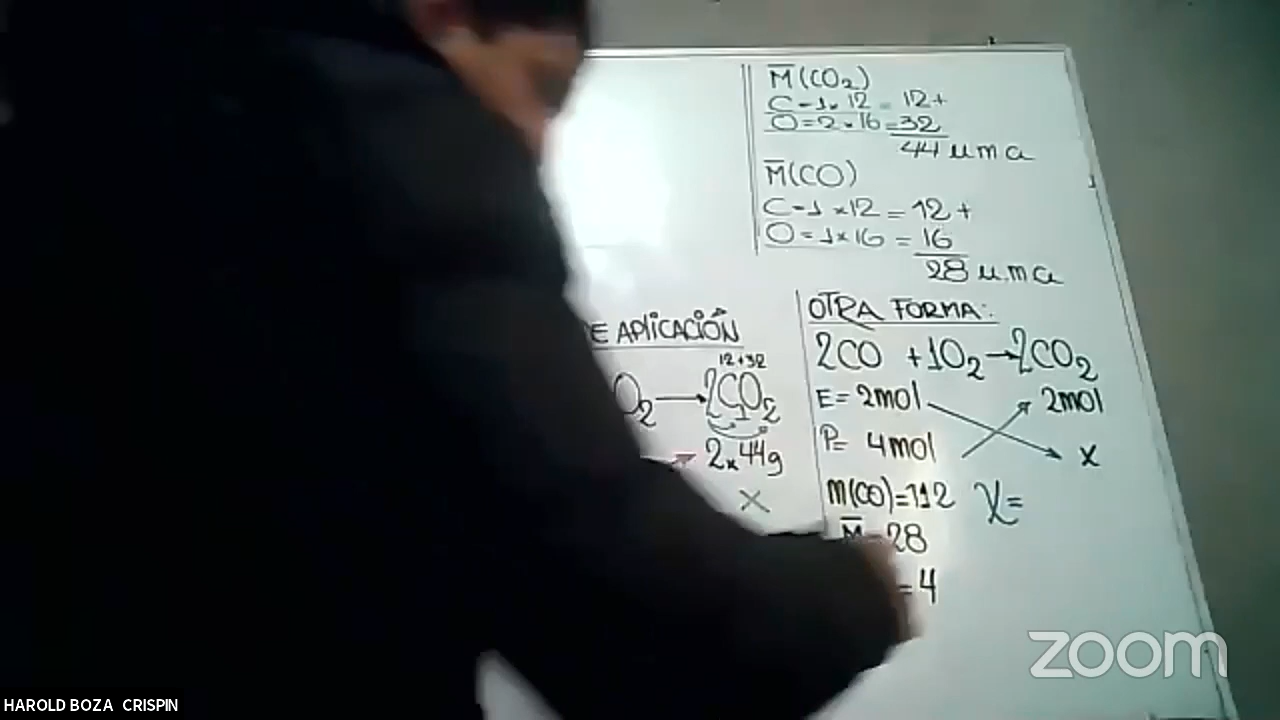 M̅(CO₂)
C = 1 × 12 = 12 +
O = 2 × 16 = 32
44 uma
M̅(CO)
C = 1 × 12 = 12 +
O = 1 × 16 = 16
28 u.m.a
E APLICACIÓN
12+32
O₂ → 2CO₂
2 × 44g
X
OTRA FORMA:
2CO + 1O₂ → 2CO₂
E = 2mol 2mol
P = 4mol x
m(CO) = 112 X =
M̅ = 28
= 4
zoom
HAROLD BOZA CRISPIN